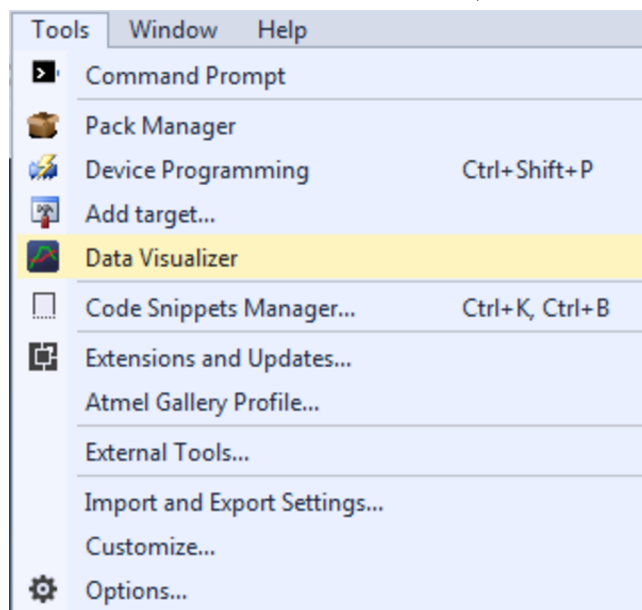 Tools Window Help
Command Prompt
Pack Manager
Device Programming Ctrl+Shift+P
Add target...
Data Visualizer
Code Snippets Manager... Ctrl+K, Ctrl+B
Extensions and Updates...
Atmel Gallery Profile...
External Tools...
Import and Export Settings...
Customize...
Options...